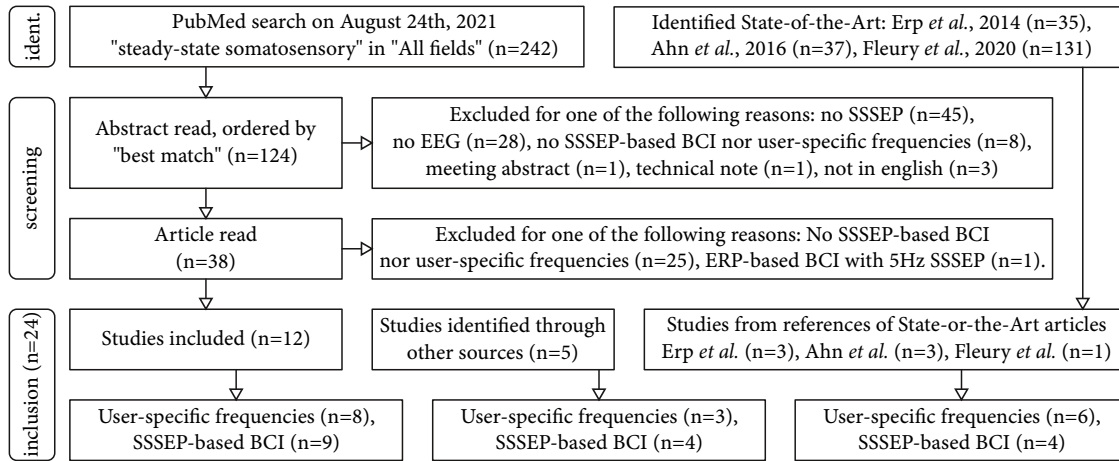 ident.
PubMed search on August 24th, 2021
"steady-state somatosensory" in "All fields" (n=242)
Identified State-of-the-Art: Erp et al., 2014 (n=35),
Ahn et al., 2016 (n=37), Fleury et al., 2020 (n=131)
screening
Abstract read, ordered by
"best match" (n=124)
Excluded for one of the following reasons: no SSSEP (n=45),
no EEG (n=28), no SSSEP-based BCI nor user-specific frequencies (n=8),
meeting abstract (n=1), technical note (n=1), not in english (n=3)
Article read
(n=38)
Excluded for one of the following reasons: No SSSEP-based BCI
nor user-specific frequencies (n=25), ERP-based BCI with 5Hz SSSEP (n=1).
inclusion (n=24)
Studies included (n=12)
Studies identified through
other sources (n=5)
Studies from references of State-or-the-Art articles
Erp et al. (n=3), Ahn et al. (n=3), Fleury et al. (n=1)
User-specific frequencies (n=8),
SSSEP-based BCI (n=9)
User-specific frequencies (n=3),
SSSEP-based BCI (n=4)
User-specific frequencies (n=6),
SSSEP-based BCI (n=4)